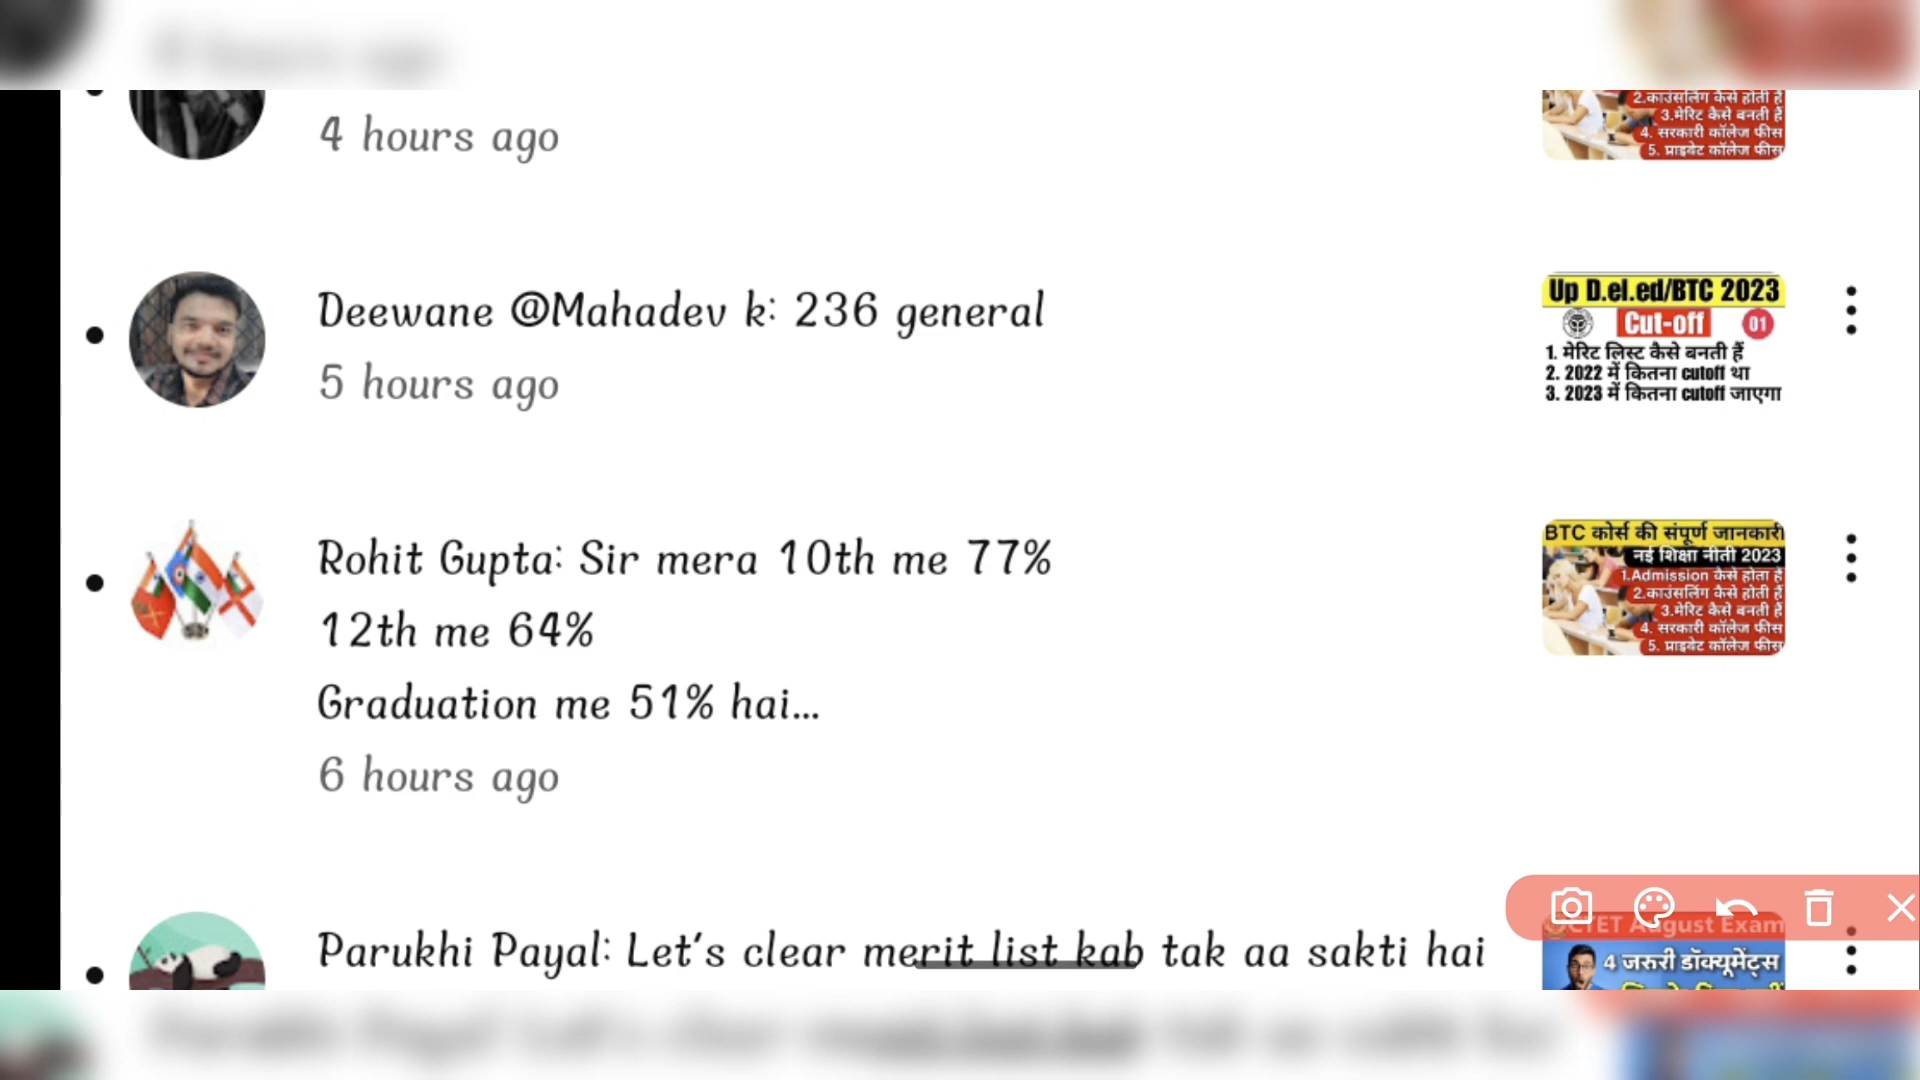 4 hours ago
2.काउंसलिंग कैसे होती है
3.मेरिट कैसे बनती है
4. सरकारी कॉलेज फीस
5. प्राइवेट कॉलेज फीस
Deewane @Mahadev k: 236 general
5 hours ago
Up D.el.ed/BTC 2023
Cut-off
01
1. मेरिट लिस्ट कैसे बनती हैं
2. 2022 में कितना cutoff था
3. 2023 में कितना cutoff जाएगा
Rohit Gupta: Sir mera 10th me 77%
12th me 64%
Graduation me 51% hai...
6 hours ago
BTC कोर्स की संपूर्ण जानकारी
नई शिक्षा नीती 2023
1.Admission कैसे होता है
2.काउंसलिंग कैसे होती है
3.मेरिट कैसे बनती हैं
4. सरकारी कॉलेज फीस
5. प्राइवेट कॉलेज फीस
Parukhi Payal: Let's clear merit list kab tak aa sakti hai
CTET August Exam
4 जरुरी डॉक्यूमेंट्स